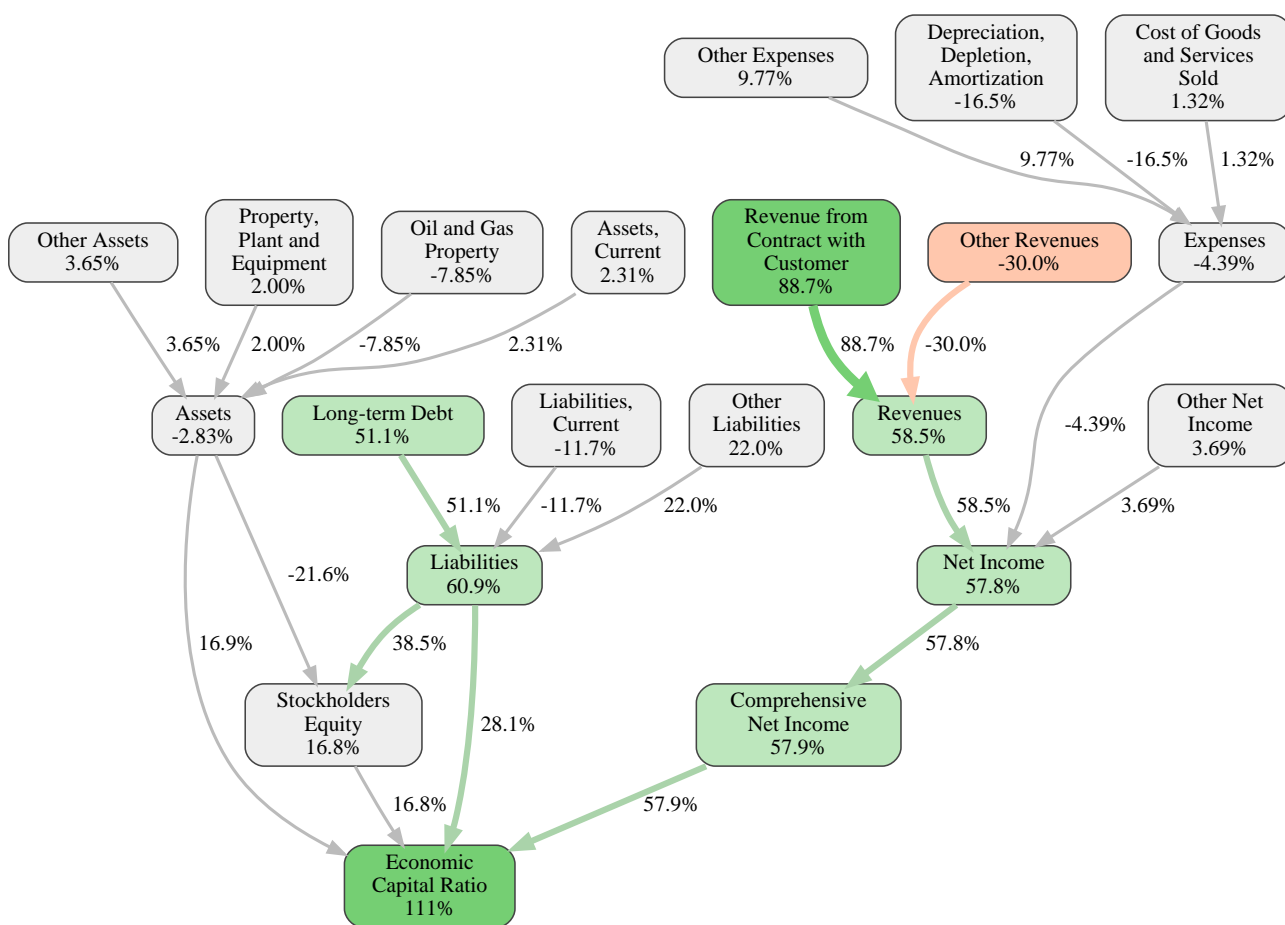 Other Expenses
9.77%
Depreciation,
Depletion,
Amortization
-16.5%
Cost of Goods
and Services
Sold
1.32%
9.77%
-16.5%
1.32%
Other Assets
3.65%
Property,
Plant and
Equipment
2.00%
Oil and Gas
Property
-7.85%
Assets,
Current
2.31%
Revenue from
Contract with
Customer
88.7%
Other Revenues
-30.0%
Expenses
-4.39%
3.65%
2.00%
-7.85%
2.31%
88.7%
-30.0%
Assets
-2.83%
Long-term Debt
51.1%
Liabilities,
Current
-11.7%
Other
Liabilities
22.0%
Revenues
58.5%
-4.39%
Other Net
Income
3.69%
51.1%
-11.7%
22.0%
58.5%
3.69%
-21.6%
Liabilities
60.9%
Net Income
57.8%
16.9%
38.5%
57.8%
Stockholders
Equity
16.8%
28.1%
Comprehensive
Net Income
57.9%
16.8%
57.9%
Economic
Capital Ratio
111%